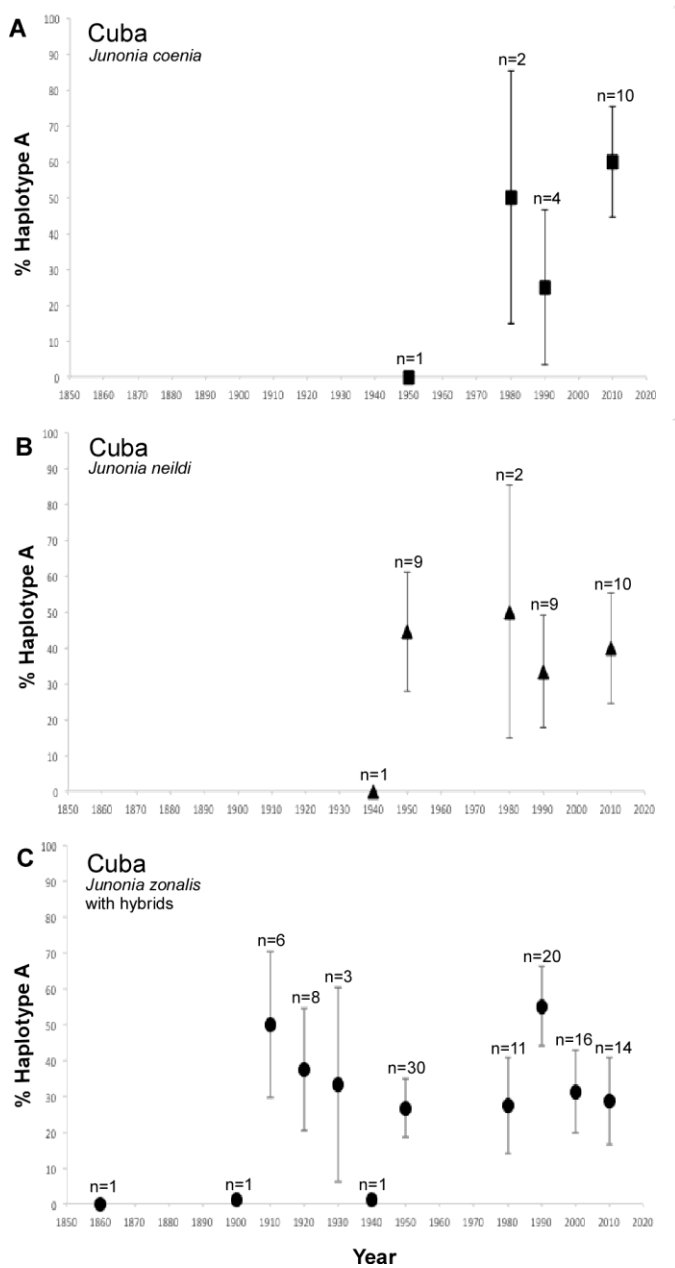 A
Cuba
Junonia coenia
% Haplotype A
100
90
80
70
60
50
40
30
20
10
0
n=1
n=2
n=4
n=10
1850 1860 1870 1880 1890 1900 1910 1920 1930 1940 1950 1960 1970 1980 1990 2000 2010 2020
B
Cuba
Junonia neildi
% Haplotype A
100
90
80
70
60
50
40
30
20
10
0
n=1
n=9
n=2
n=9
n=10
1850 1860 1870 1880 1890 1900 1910 1920 1930 1940 1950 1960 1970 1980 1990 2000 2010 2020
C
Cuba
Junonia zonalis
with hybrids
% Haplotype A
100
90
80
70
60
50
40
30
20
10
0
n=1
n=1
n=6
n=8
n=3
n=1
n=30
n=11
n=20
n=16
n=14
1850 1860 1870 1880 1890 1900 1910 1920 1930 1940 1950 1960 1970 1980 1990 2000 2010 2020
Year